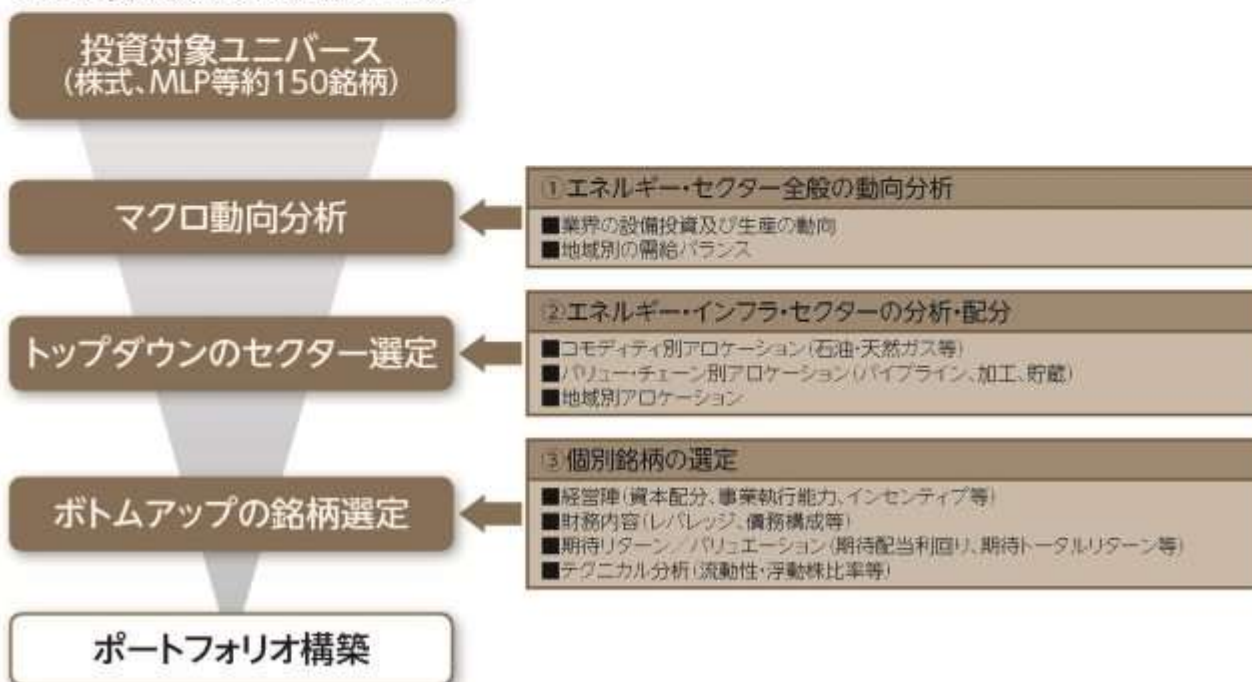 投資対象ユニバース
(株式、MLP等約150銘柄)
マクロ動向分析
①エネルギー・セクター全般の動向分析
■業界の設備投資及び生産の動向
■地域別の需給バランス
トップダウンのセクター選定
②エネルギー・インフラ・セクターの分析・配分
■コモディティ別アロケーション(石油・天然ガス等)
■バリュー・チェーン別アロケーション(パイプライン、加工、貯蔵)
■地域別アロケーション
ボトムアップの銘柄選定
③個別銘柄の選定
■経営陣(資本配分、事業執行能力、インセンティブ等)
■財務内容(レバレッジ、債務構成等)
■期待リターン/バリュエーション(期待配当利回り、期待トータルリターン等)
■テクニカル分析(流動性・浮動株比率等)
ポートフォリオ構築